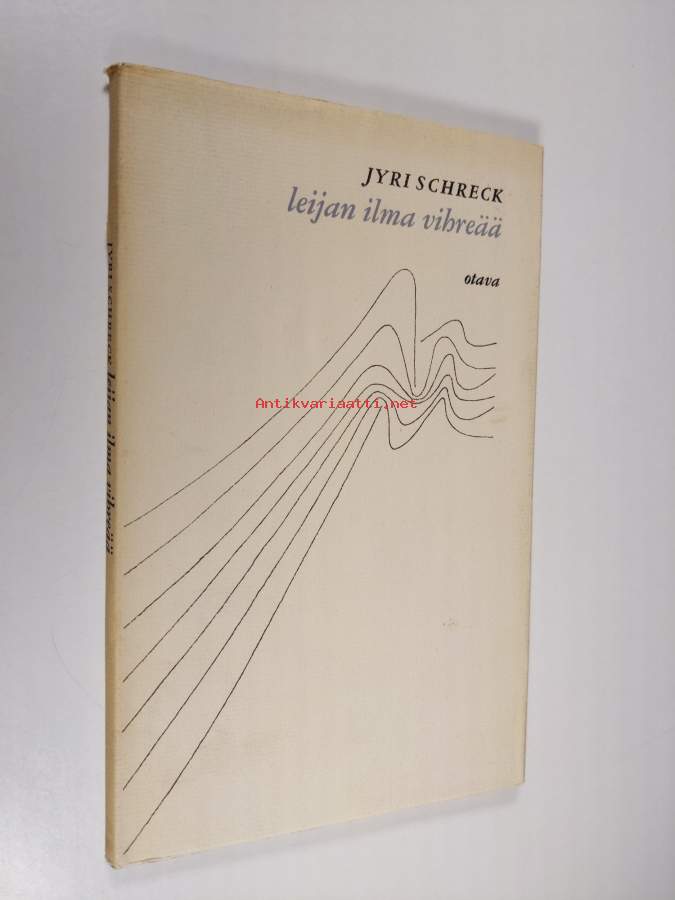 JYRI SCHRECK
leijan ilma vihreää
otava
Antikvariaatti.net
JYRI SCHRECK leijan ilma vihreää